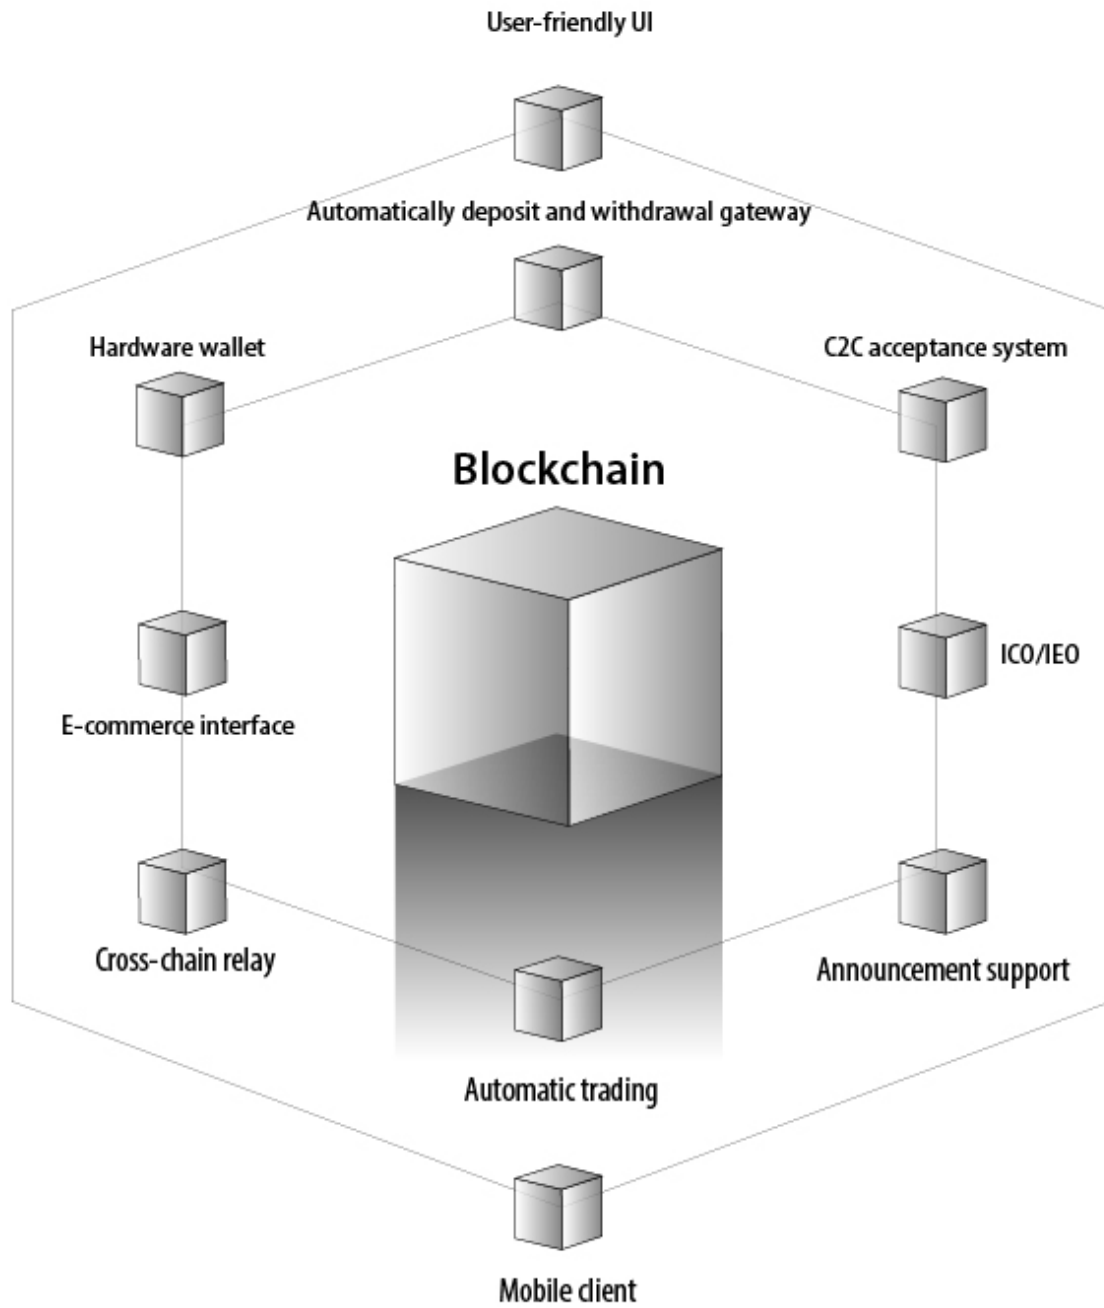 User-friendly UI
Automatically deposit and withdrawal gateway
Hardware wallet
C2C acceptance system
Blockchain
ICO/IEO
E-commerce interface
Cross-chain relay
Announcement support
Automatic trading
Mobile client